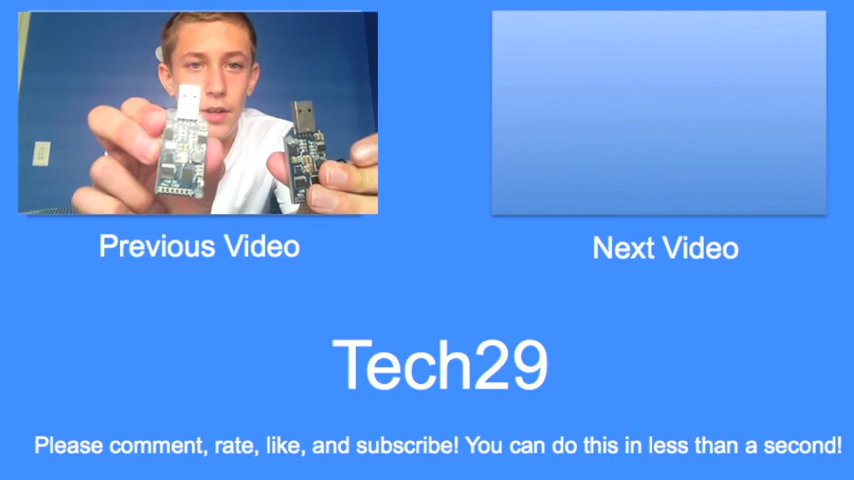 Previous Video
Next Video
Tech29
Please comment, rate, like, and subscribe! You can do this in less than a second!